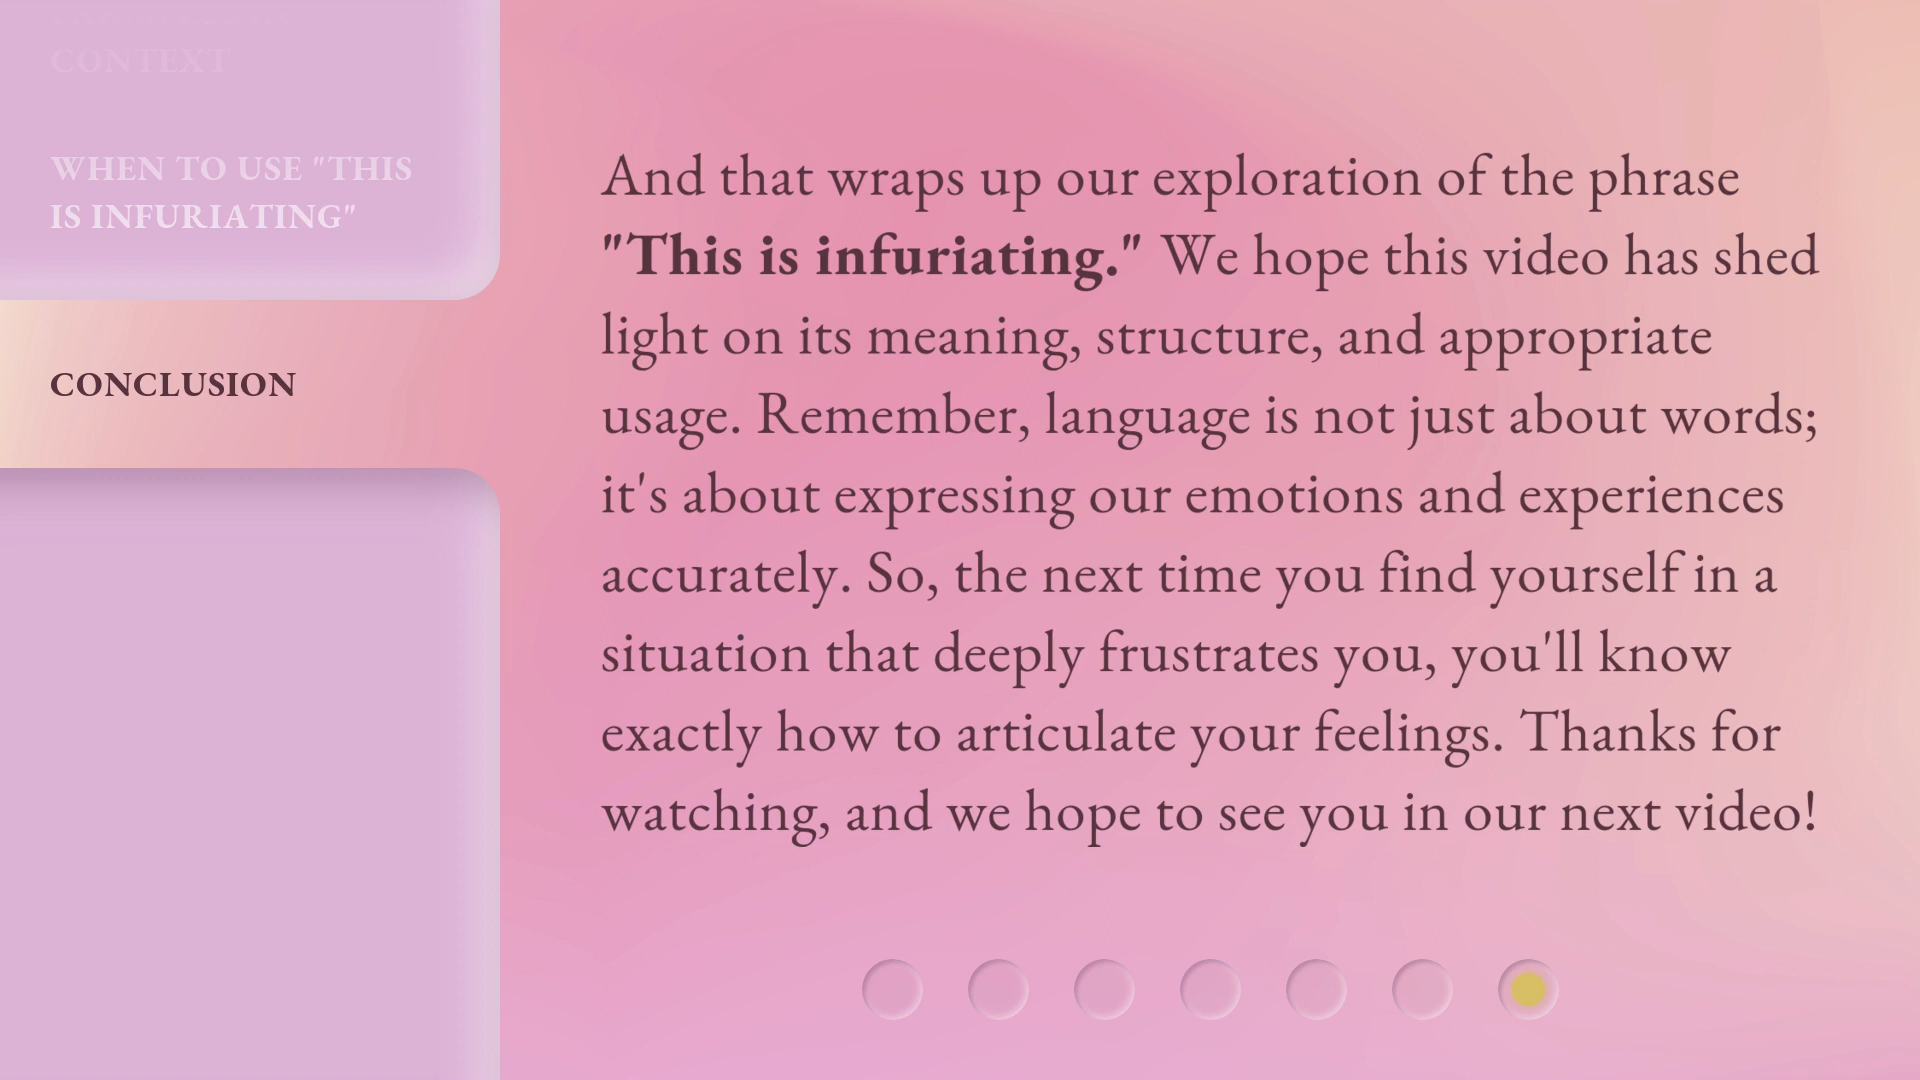 CONTEXT
WHEN TO USE "THIS
IS INFURIATING"
CONCLUSION
And that wraps up our exploration of the phrase
"This is infuriating." We hope this video has shed
light on its meaning, structure, and appropriate
usage. Remember, language is not just about words;
it's about expressing our emotions and experiences
accurately. So, the next time you find yourself in a
situation that deeply frustrates you, you'll know
exactly how to articulate your feelings. Thanks for
watching, and we hope to see you in our next video!